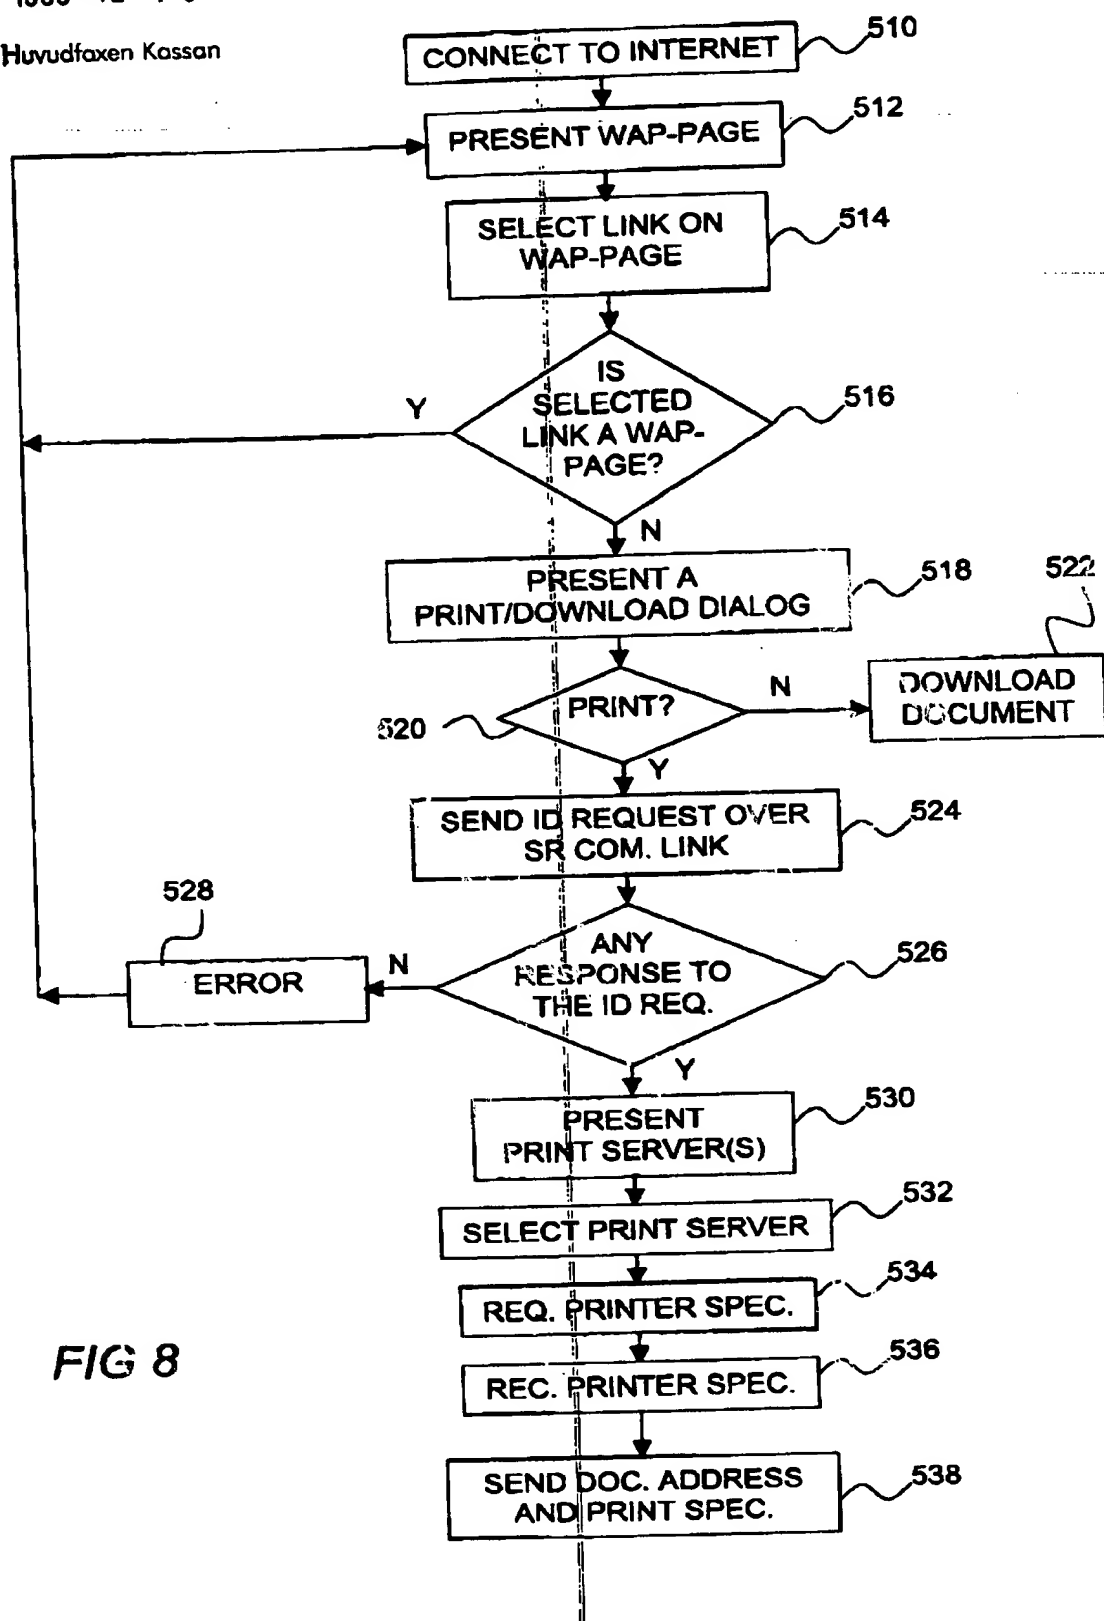 Huvudfaxen Kassan
CONNECT TO INTERNET
510
PRESENT WAP-PAGE
512
SELECT LINK ON
WAP-PAGE
514
IS
SELECTED
LINK A WAP-
PAGE?
516
Y
N
PRESENT A
PRINT/DOWNLOAD DIALOG
518
522
PRINT?
N
DOWNLOAD
DOCUMENT
520
Y
SEND ID REQUEST OVER
SR COM. LINK
524
528
ERROR
N
ANY
RESPONSE TO
THE ID REQ.
526
Y
PRESENT
PRINT SERVER(S)
530
SELECT PRINT SERVER
532
REQ. PRINTER SPEC.
534
REC. PRINTER SPEC.
536
SEND DOC. ADDRESS
AND PRINT SPEC.
538
FIG 8